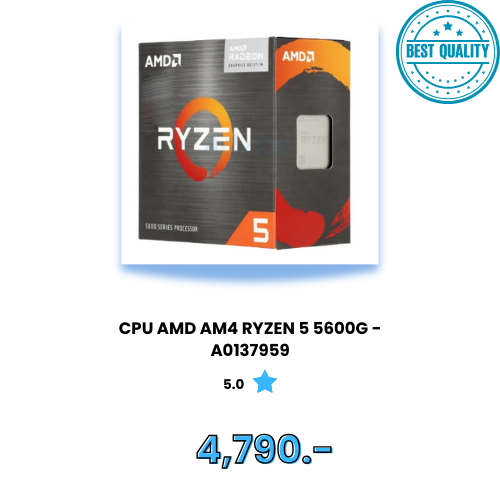 BEST QUALITY
AMD
AMD
RADEON
GRAPHICS BUILT-IN
AMD
RYZEN
5000 SERIES PROCESSOR
5
CPU AMD AM4 RYZEN 5 5600G -
A0137959
5.0
4,790.-